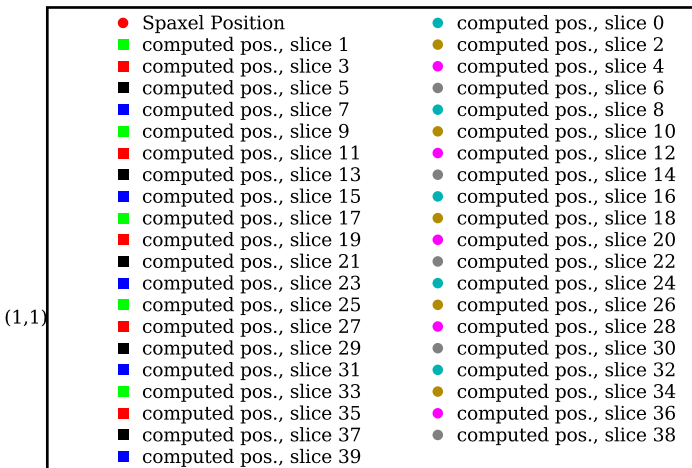 Spaxel Position computed pos., slice 0
computed pos., slice 1 computed pos., slice 2
computed pos., slice 3 computed pos., slice 4
computed pos., slice 5 computed pos., slice 6
computed pos., slice 7 computed pos., slice 8
computed pos., slice 9 computed pos., slice 10
computed pos., slice 11 computed pos., slice 12
computed pos., slice 13 computed pos., slice 14
computed pos., slice 15 computed pos., slice 16
computed pos., slice 17 computed pos., slice 18
computed pos., slice 19 computed pos., slice 20
computed pos., slice 21 computed pos., slice 22
computed pos., slice 23 computed pos., slice 24
computed pos., slice 25 computed pos., slice 26
(1,1)
computed pos., slice 27 computed pos., slice 28
computed pos., slice 29 computed pos., slice 30
computed pos., slice 31 computed pos., slice 32
computed pos., slice 33 computed pos., slice 34
computed pos., slice 35 computed pos., slice 36
computed pos., slice 37 computed pos., slice 38
computed pos., slice 39